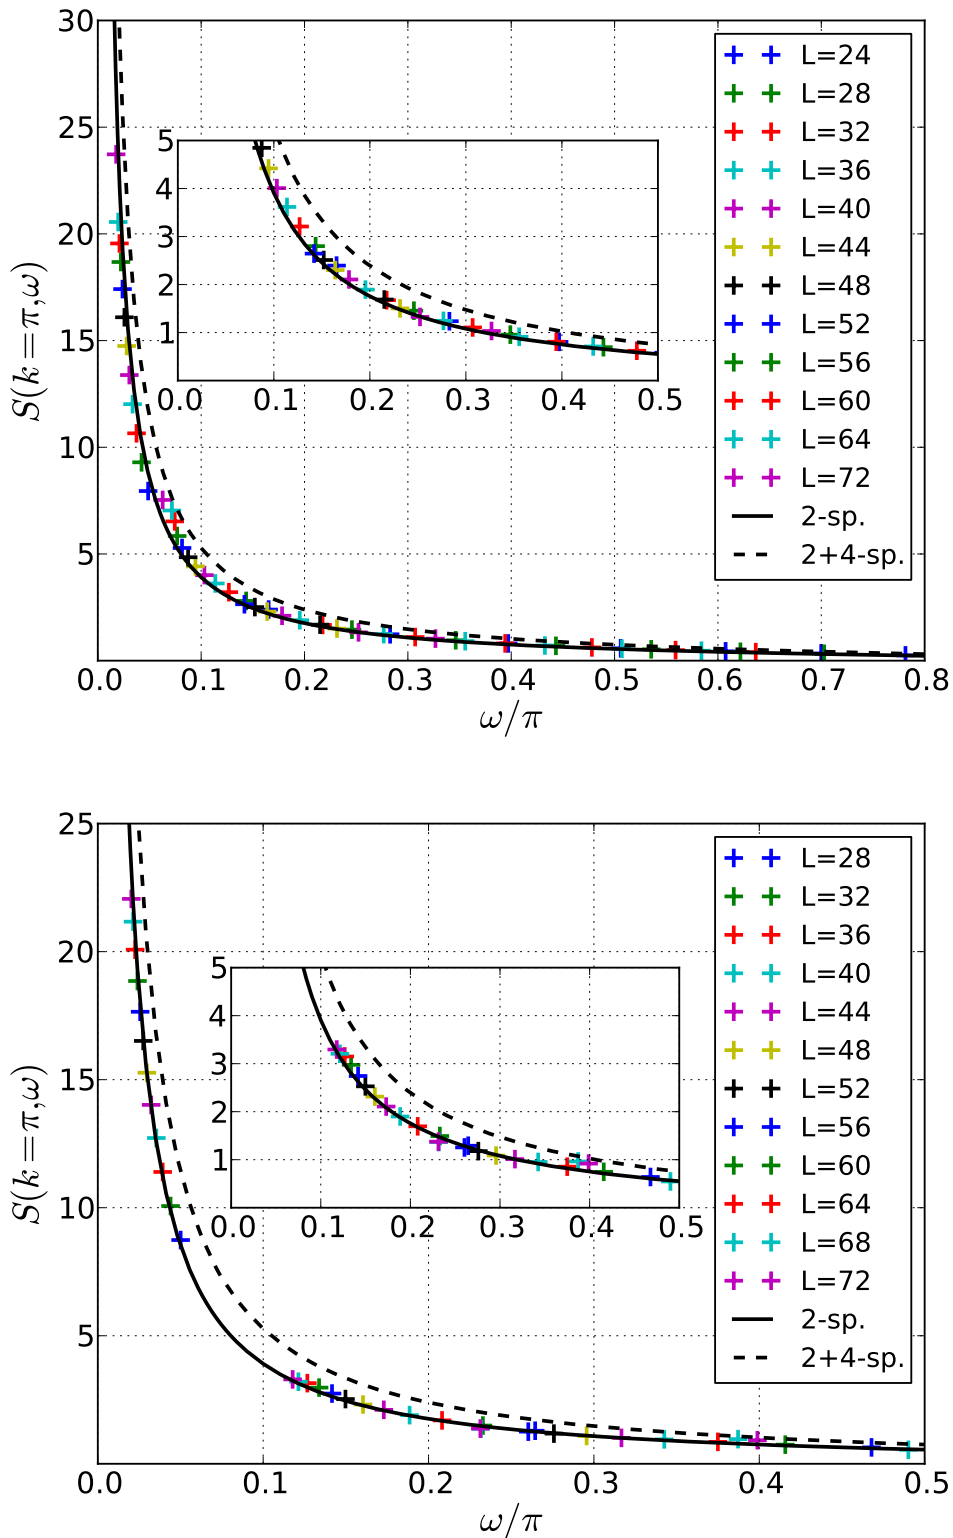 30
25
20
15
10
5
S(k=π,ω)
5
4
3
2
1
0.0 0.1 0.2 0.3 0.4 0.5
L=24
L=28
L=32
L=36
L=40
L=44
L=48
L=52
L=56
L=60
L=64
L=72
2-sp.
2+4-sp.
0.0 0.1 0.2 0.3 0.4 0.5 0.6 0.7 0.8
ω/π
25
20
15
10
5
S(k=π,ω)
5
4
3
2
1
0.0 0.1 0.2 0.3 0.4 0.5
L=28
L=32
L=36
L=40
L=44
L=48
L=52
L=56
L=60
L=64
L=68
L=72
2-sp.
2+4-sp.
0.0 0.1 0.2 0.3 0.4 0.5
ω/π